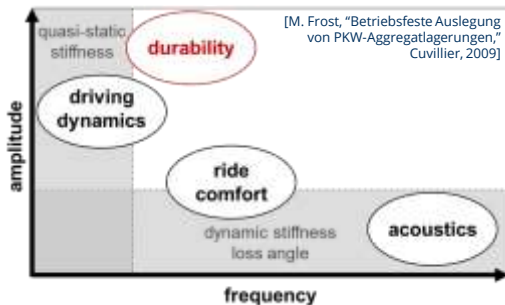 quasi-static
stiffness
durability
[M. Frost, “Betriebsfeste Auslegung
von PKW-Aggregatlagerungen,”
Cuvillier, 2009]
driving
dynamics
amplitude
ride
comfort
dynamic stiffness
loss angle
acoustics
frequency